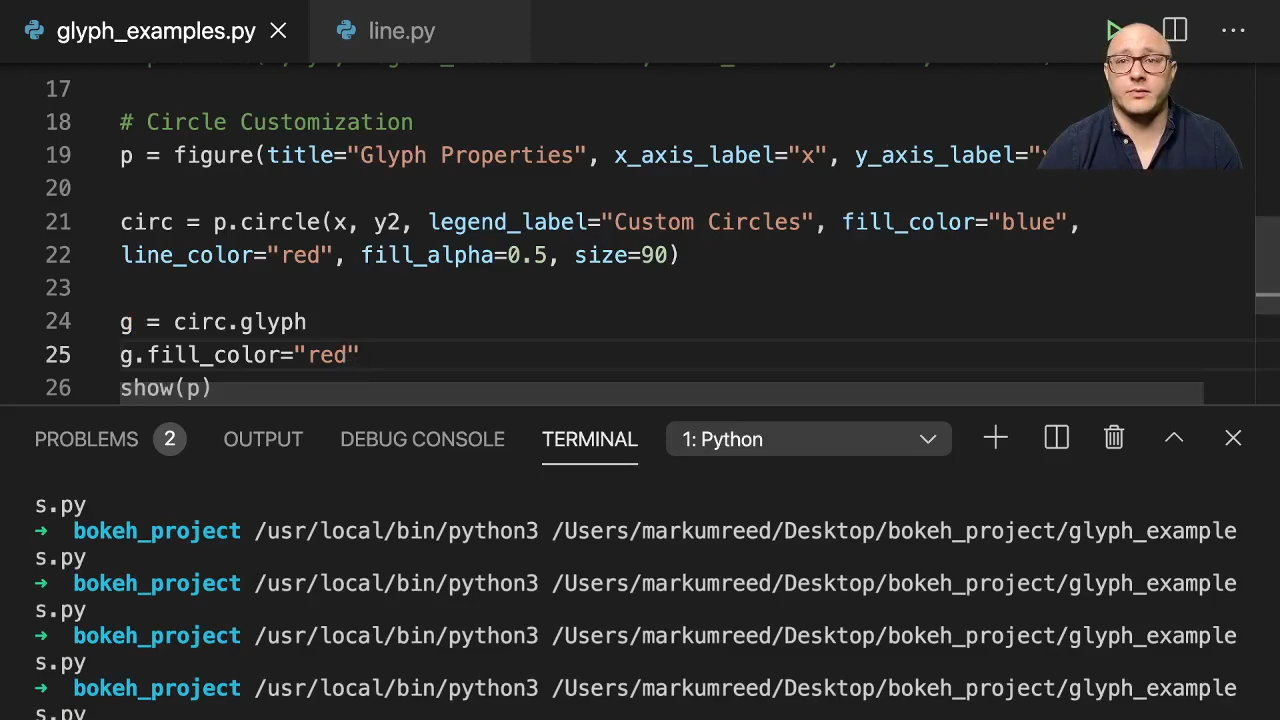 glyph_examples.py
line.py
17
18 # Circle Customization
19 p = figure(title="Glyph Properties", x_axis_label="x", y_axis_label="
20
21 circ = p.circle(x, y2, legend_label="Custom Circles", fill_color="blue",
22 line_color="red", fill_alpha=0.5, size=90)
23
24 g = circ.glyph
25 g.fill_color="red"
26 show(p)
PROBLEMS 2 OUTPUT DEBUG CONSOLE TERMINAL 1: Python
s.py
➜ bokeh_project /usr/local/bin/python3 /Users/markumreed/Desktop/bokeh_project/glyph_example
s.py
➜ bokeh_project /usr/local/bin/python3 /Users/markumreed/Desktop/bokeh_project/glyph_example
s.py
➜ bokeh_project /usr/local/bin/python3 /Users/markumreed/Desktop/bokeh_project/glyph_example
s.py
➜ bokeh_project /usr/local/bin/python3 /Users/markumreed/Desktop/bokeh_project/glyph_example
s.py